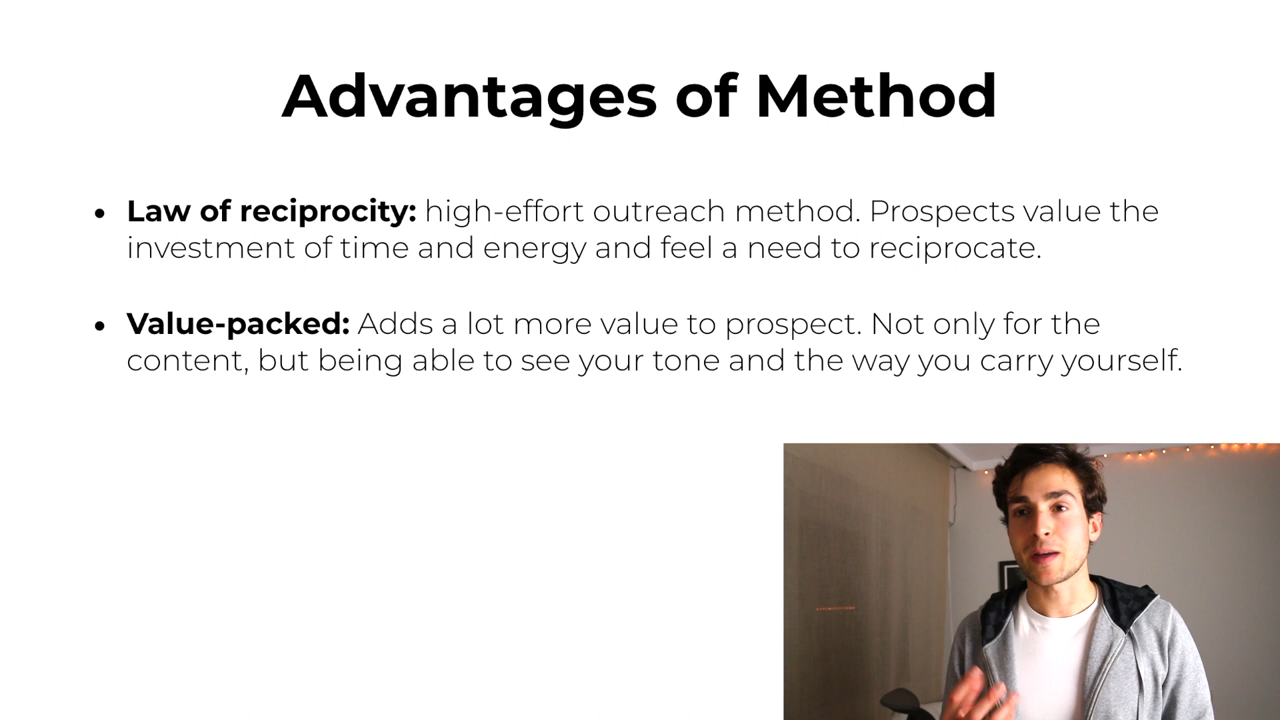 Advantages of Method
• Law of reciprocity: high-effort outreach method. Prospects value the
investment of time and energy and feel a need to reciprocate.
• Value-packed: Adds a lot more value to prospect. Not only for the
content, but being able to see your tone and the way you carry yourself.